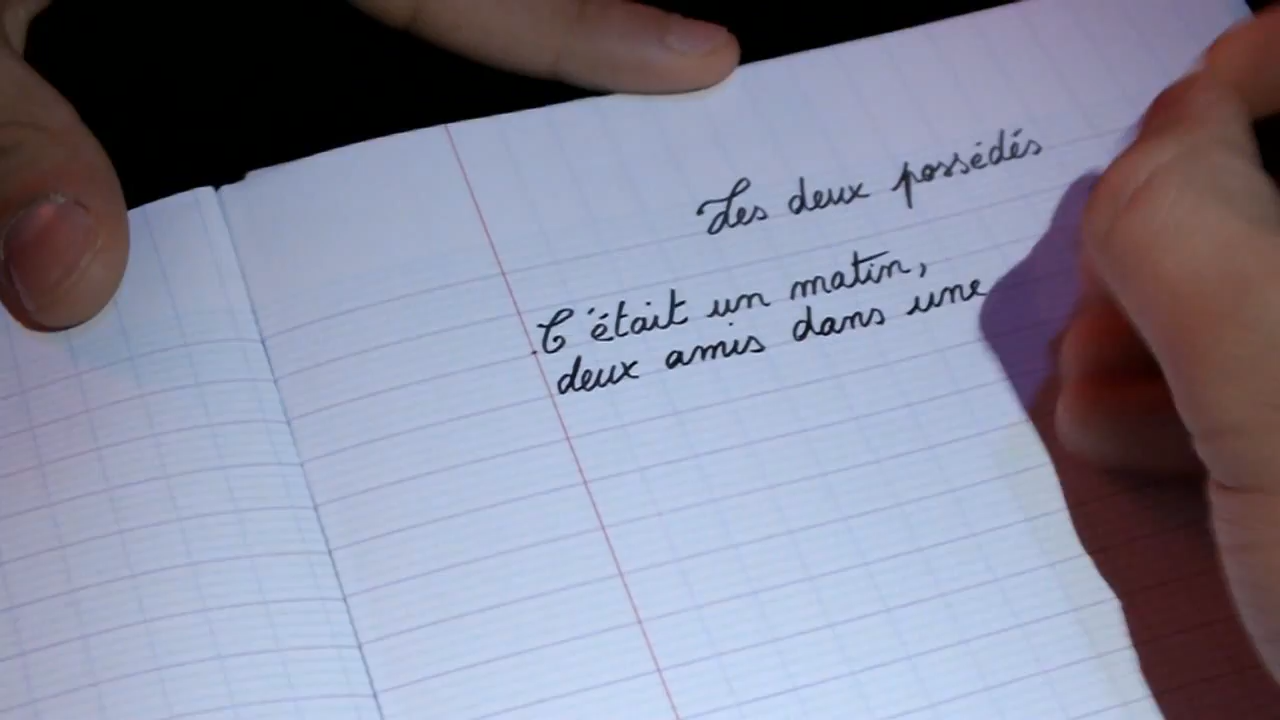 Les deux possédés
C'était un matin,
deux amis dans une